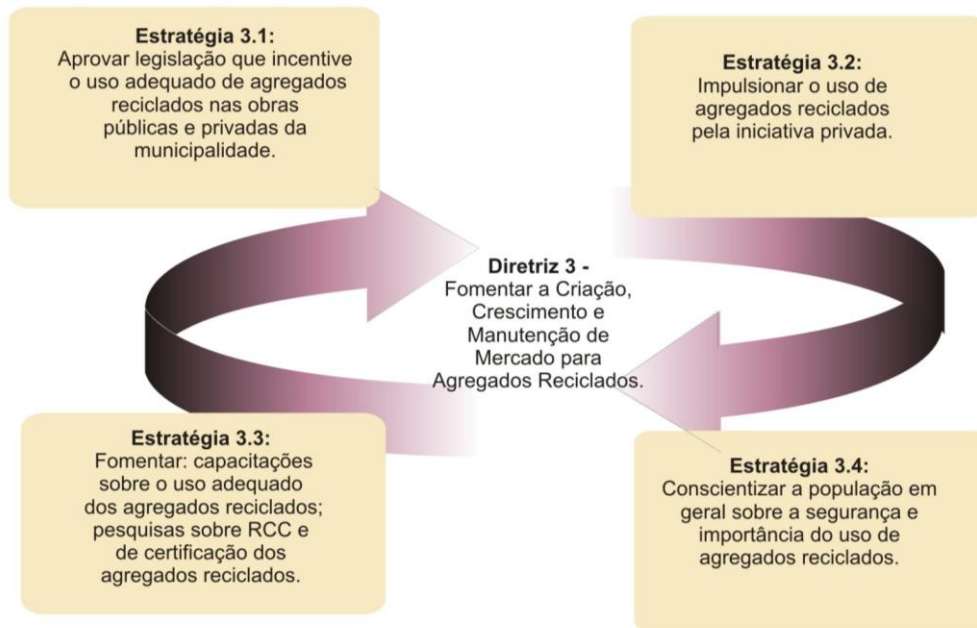 Estratégia 3.1:
Aprovar legislação que incentive
o uso adequado de agregados
reciclados nas obras
públicas e privadas da
municipalidade.
Estratégia 3.2:
Impulsionar o uso de
agregados reciclados
pela iniciativa privada.
Diretriz 3 -
Fomentar a Criação,
Crescimento e
Manutenção de
Mercado para
Agregados Reciclados.
Estratégia 3.3:
Fomentar: capacitações
sobre o uso adequado
dos agregados reciclados;
pesquisas sobre RCC e
de certificação dos
agregados reciclados.
Estratégia 3.4:
Conscientizar a população em
geral sobre a segurança e
importância do uso de
agregados reciclados.